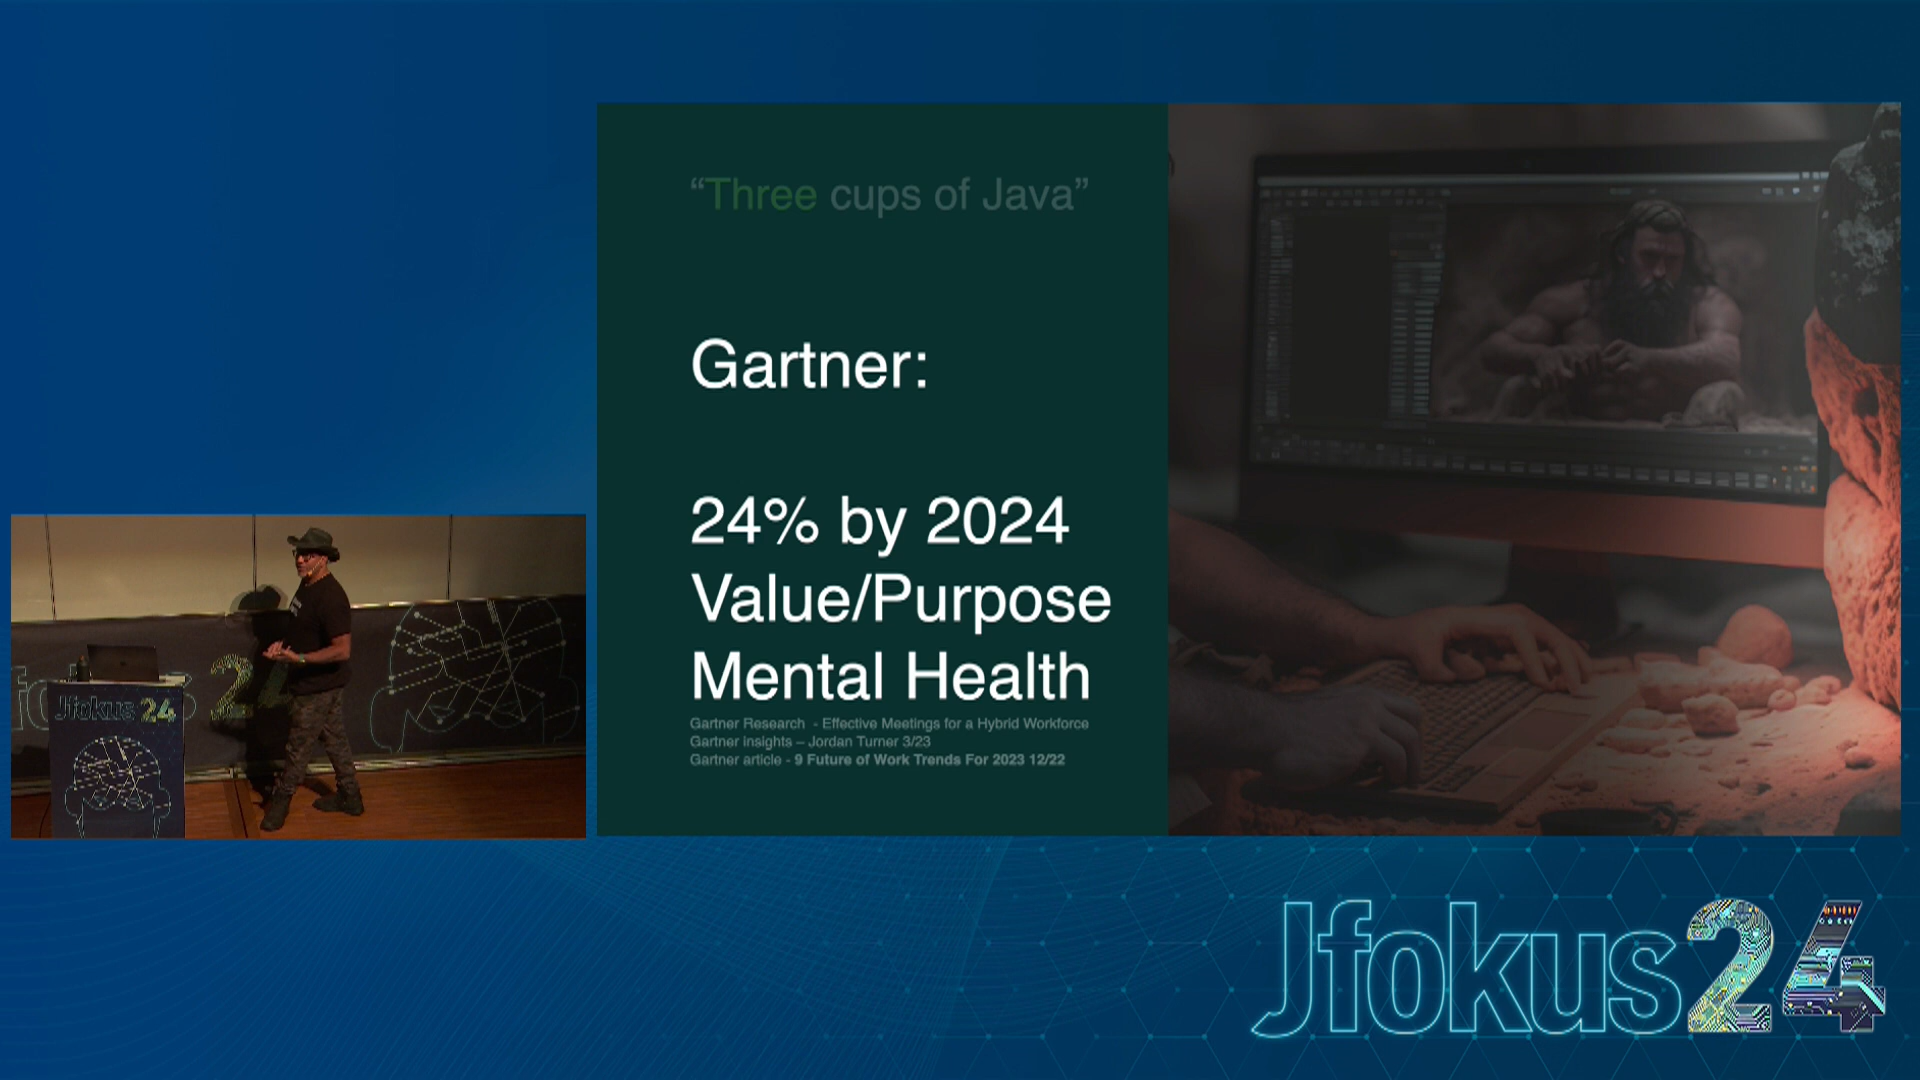 “Three cups of Java”
Gartner:
24% by 2024
Value/Purpose
Mental Health
Gartner Research - Effective Meetings for a Hybrid Workforce
Gartner insights – Jordan Turner 3/23
Gartner article - 9 Future of Work Trends For 2023 12/22
Jfokus 24
Jfokus24